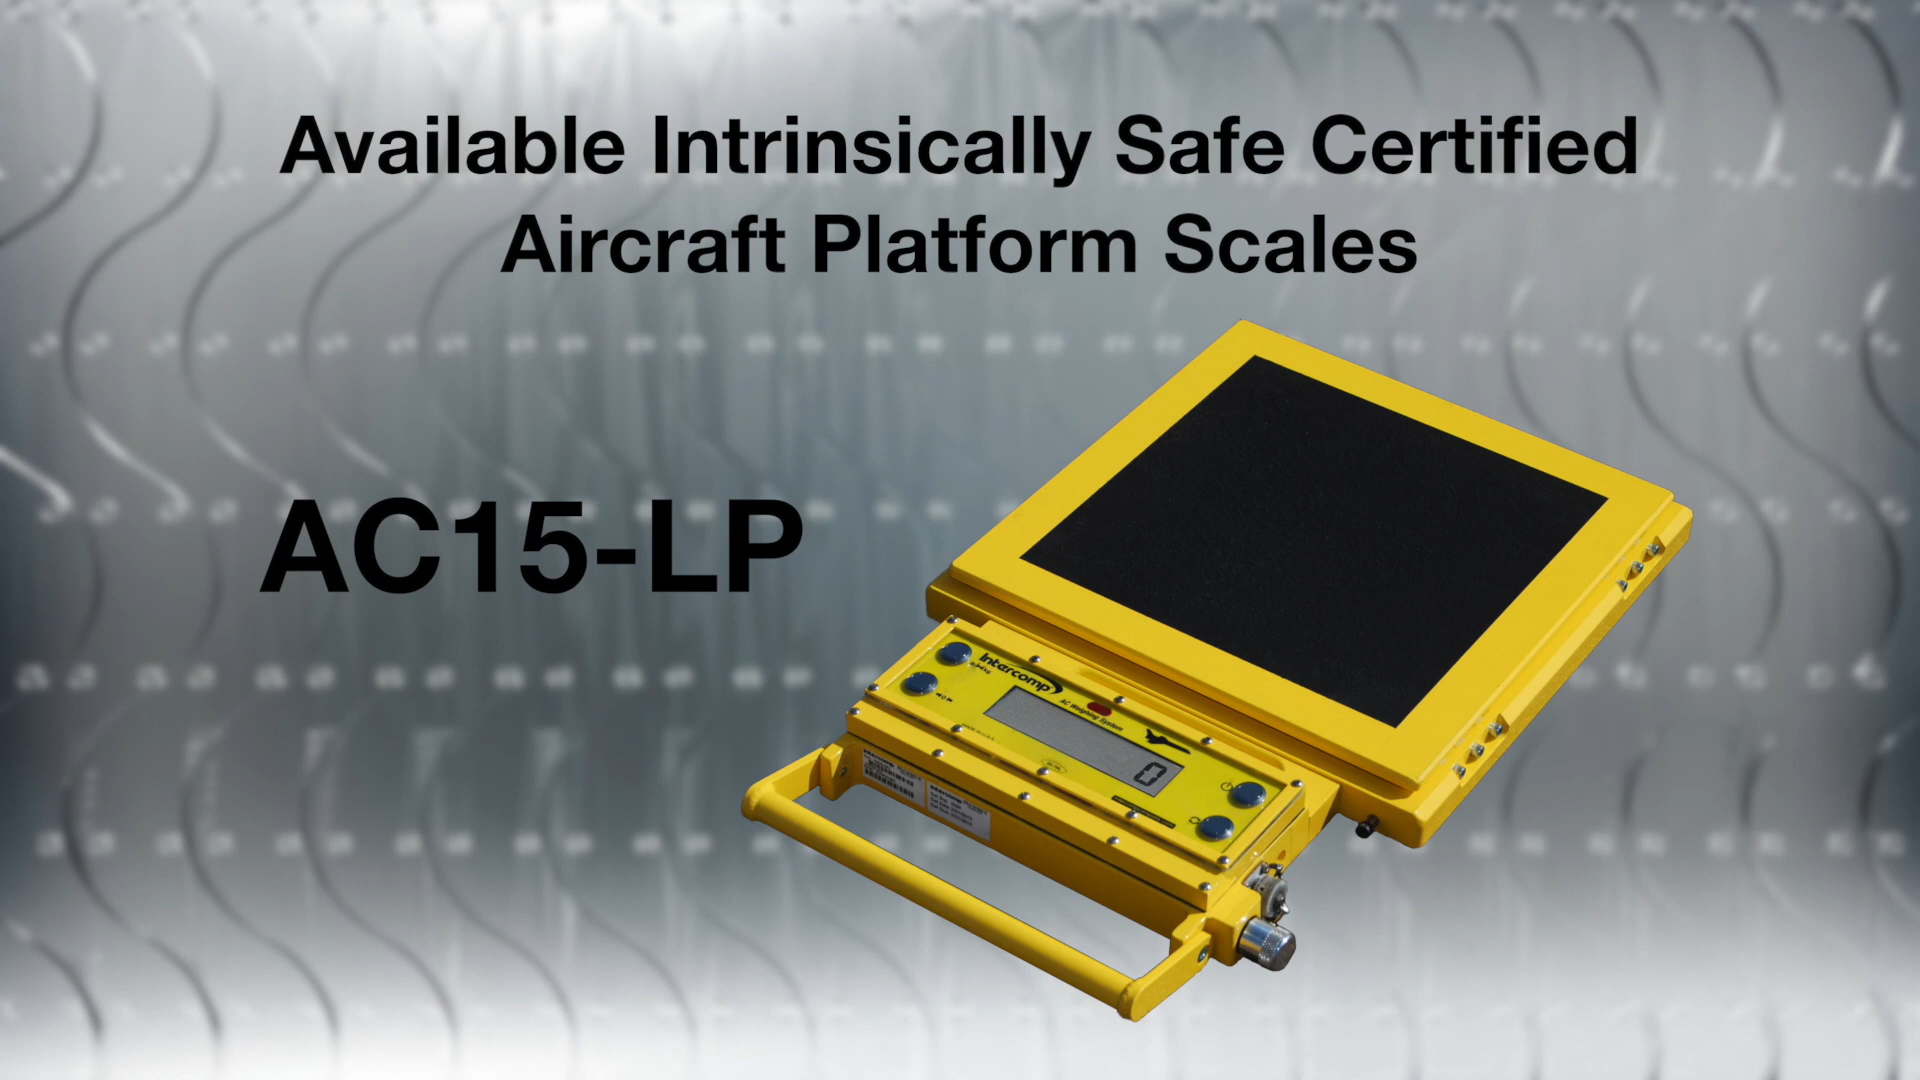 Available Intrinsically Safe Certified
Aircraft Platform Scales
AC15-LP
Intercomp
AC Weighing System
0